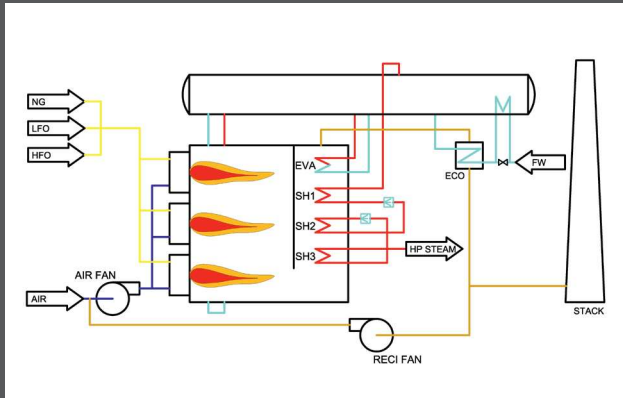 NG
LFO
HFO
EVA
SH1
SH2
SH3
ECO
FW
HP STEAM
AIR FAN
AIR
RECI FAN
STACK